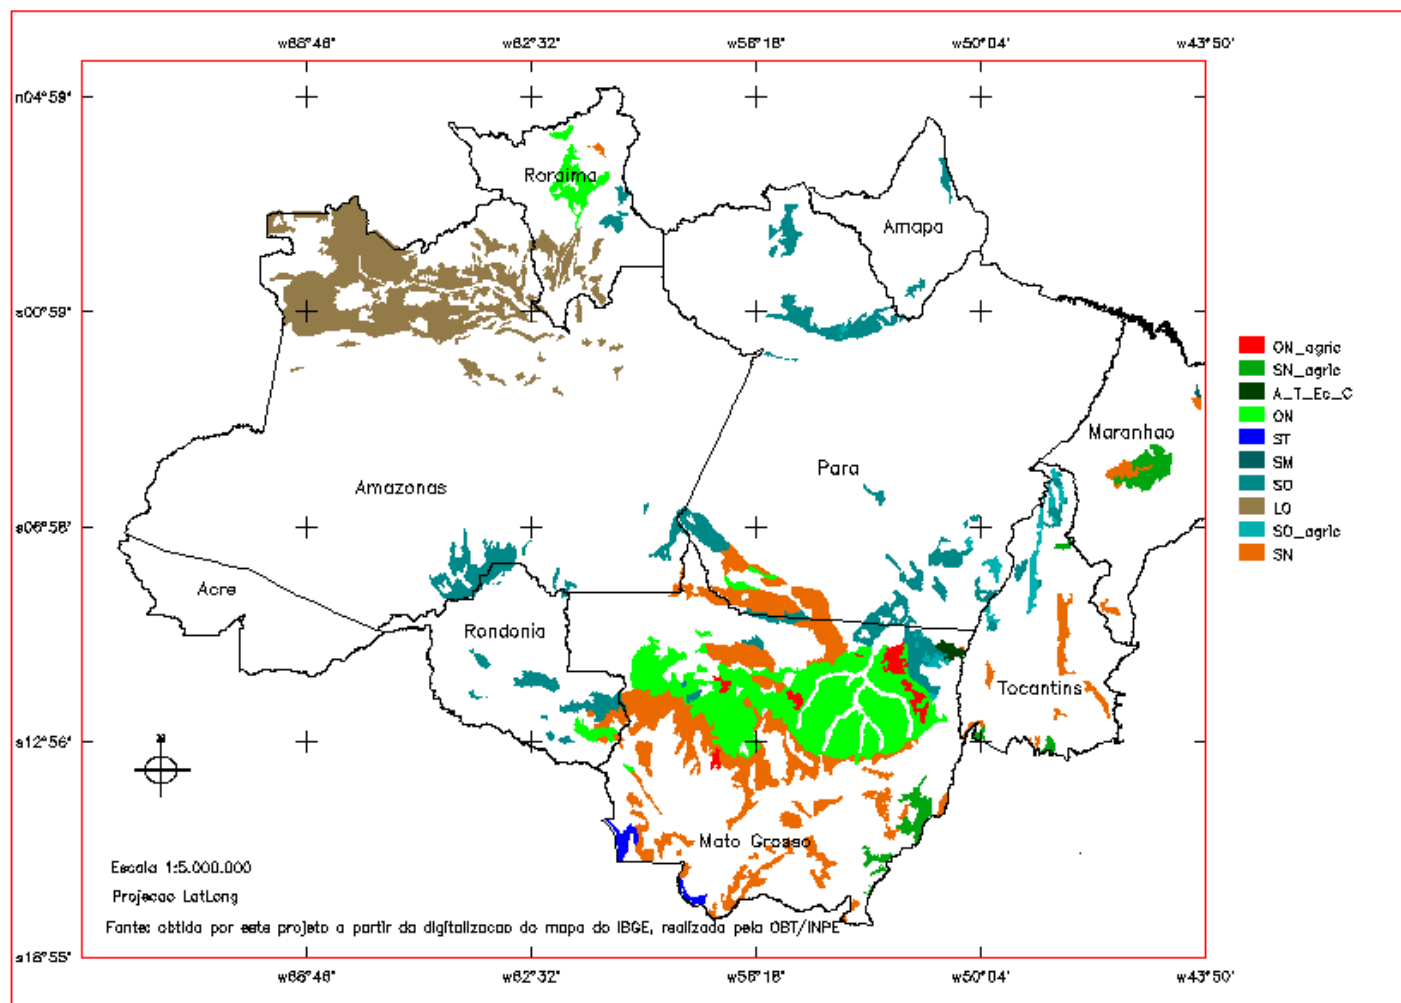 w68°46' w62°32' w56°18' w50°04' w43°50'
n04°59'
Roraima
Amapa
s00°59'
ON_agric
SN_agric
A_T_Ec_C
ON
ST
SM
SO
LO
SO_agric
SN
Maranhao
Para
Amazonas
s06°58'
Acre
Rondonia
Tocantins
s12°56'
N
Mato Grosso
Escala 1:5.000.000
Projecao LatLong
Fonte: obtida por este projeto a partir da digitalizacao do mapa do IBGE, realizada pela OBT/INPE
s18°55'
w68°46' w62°32' w56°18' w50°04' w43°50'